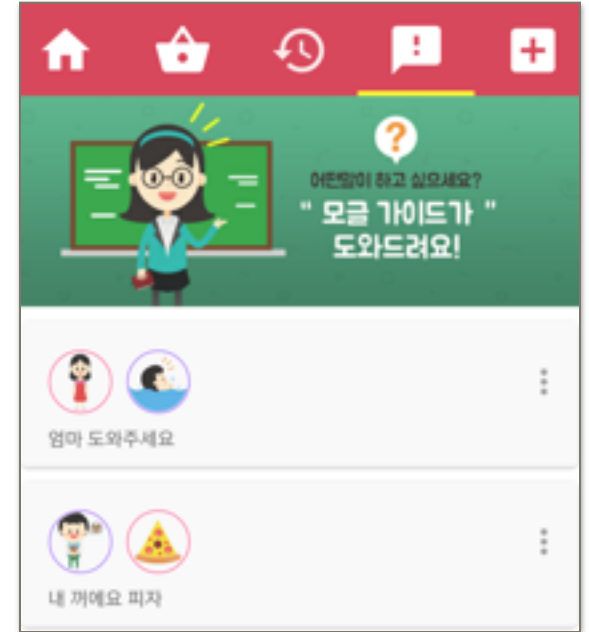 어떤말이 하고 싶으세요?
" 모글 가이드가 "
도와드려요!
엄마 도와주세요
내 꺼에요 피자